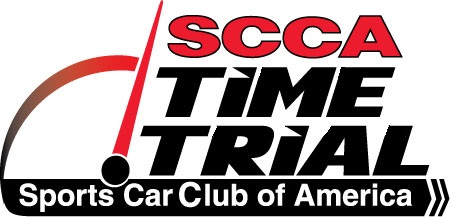 SCCA
TiME
TRiAL
Sports Car Club of America